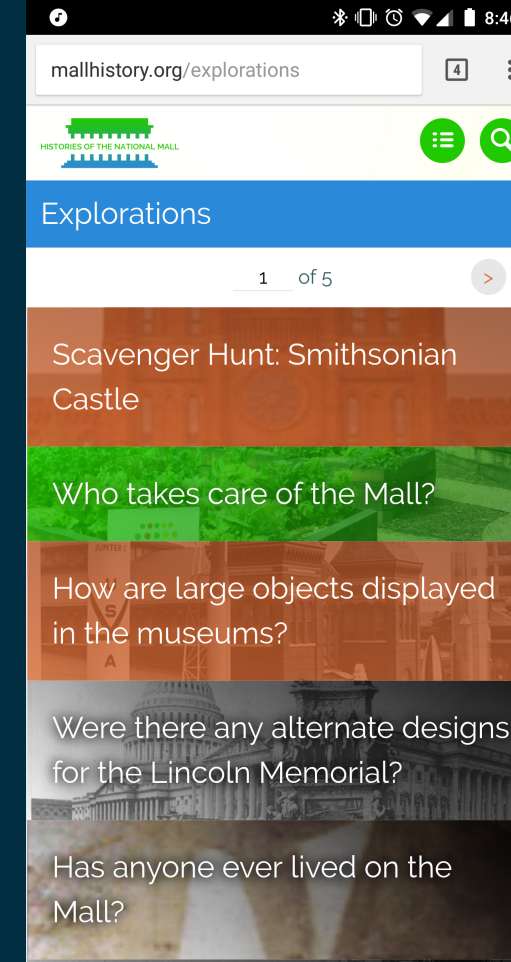 8:4
mallhistory.org/explorations
4
HISTORIES OF THE NATIONAL MALL
Explorations
1 of 5 >
Scavenger Hunt: Smithsonian
Castle
Who takes care of the Mall?
JUPITER C
U
S
A
How are large objects displayed
in the museums?
Were there any alternate designs
for the Lincoln Memorial?
Has anyone ever lived on the
Mall?